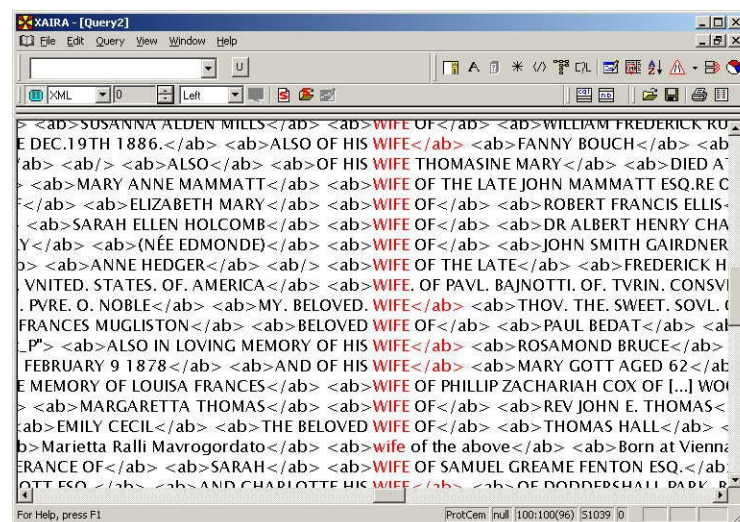 XAIRA - [Query2]
File Edit Query View Window Help
U
A * </>
XML 0 Left
> <ab>SUSANNA ALDEN MILLS</ab> <ab>WIFE OF</ab> <ab>WILLIAM FREDERICK RU
E DEC.19TH 1886.</ab> <ab>ALSO OF HIS WIFE</ab> <ab>FANNY BOUCH</ab> <ab
'ab> <ab/> <ab>ALSO</ab> <ab>OF HIS WIFE THOMASINE MARY</ab> <ab>DIED A
> <ab>MARY ANNE MAMMATT</ab> <ab>WIFE OF THE LATE JOHN MAMMATT ESQ.RE O
</ab> <ab>ELIZABETH MARY</ab> <ab>WIFE OF</ab> <ab>ROBERT FRANCIS ELLIS<
<ab>SARAH ELLEN HOLCOMB</ab> <ab>WIFE OF</ab> <ab>DR ALBERT HENRY CHA
Y</ab> <ab>(NÉE EDMONDE)</ab> <ab>WIFE OF</ab> <ab>JOHN SMITH GAIRDNER
b> <ab>ANNE HEDGER</ab> <ab/> <ab>WIFE OF THE LATE</ab> <ab>FREDERICK H
. VNITED. STATES. OF. AMERICA</ab> <ab>WIFE. OF PAVL. BAJNOTTI. OF. TVRIN. CONSV
. PVRE. O. NOBLE</ab> <ab>MY. BELOVED. WIFE</ab> <ab>THOV. THE. SWEET. SOVL. 
FRANCES MUGLISTON</ab> <ab>BELOVED WIFE OF</ab> <ab>PAUL BEDAT</ab> <ab
_P"> <ab>ALSO IN LOVING MEMORY OF HIS WIFE</ab> <ab>ROSAMOND BRUCE</ab>
FEBRUARY 9 1878</ab> <ab>AND OF HIS WIFE</ab> <ab>MARY GOTT AGED 62</ab
E MEMORY OF LOUISA FRANCES</ab> <ab>WIFE OF PHILLIP ZACHARIAH COX OF [...] WO
> <ab>MARGARETTA THOMAS</ab> <ab>WIFE OF</ab> <ab>REV JOHN E. THOMAS<
<ab>EMILY CECIL</ab> <ab>THE BELOVED WIFE OF</ab> <ab>THOMAS HALL</ab> <
b>Marietta Ralli Mavrogordato</ab> <ab>wife of the above</ab> <ab>Born at Vienna
ERANCE OF</ab> <ab>SARAH</ab> <ab>WIFE OF SAMUEL GREAME FENTON ESQ.</ab
OTT ESQ </ab> <ab>AND CHARLOTTE HIS WIFE</ab> <ab>OF DODDERSHALL PARK
For Help, press F1 ProtCem null 100:100(96) 51039 0